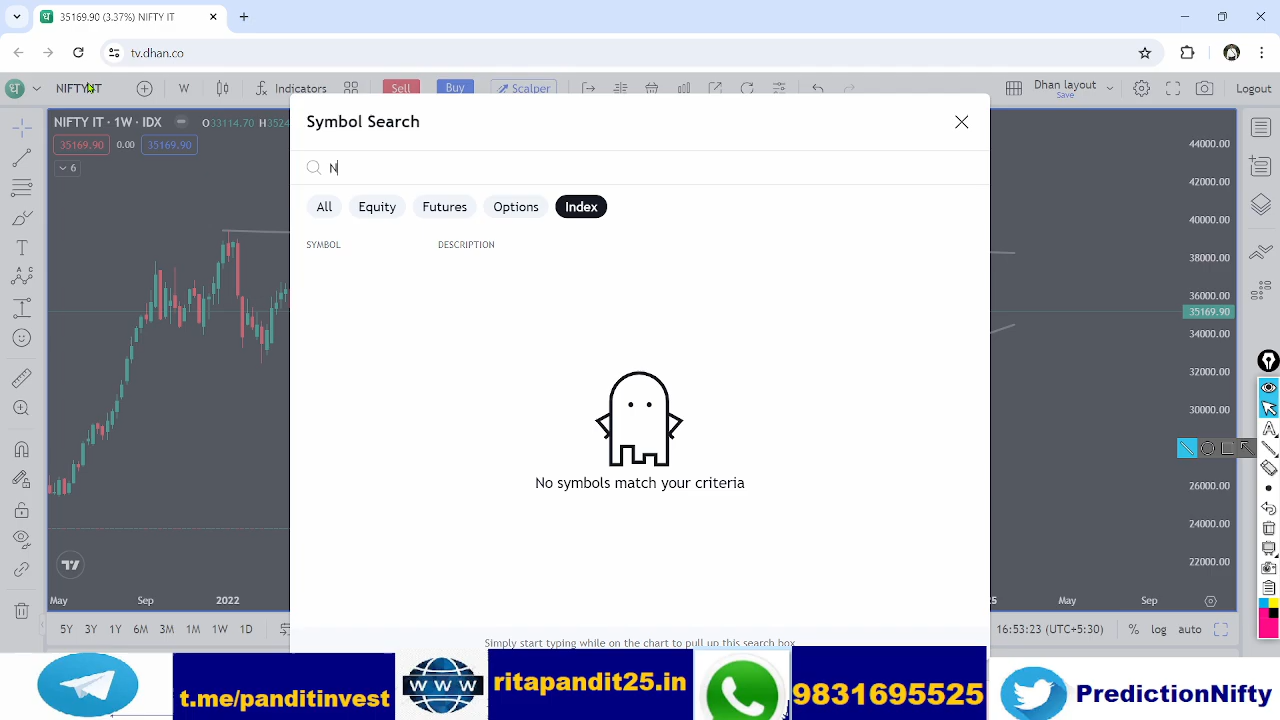 35169.90 (3.37%) NIFTY IT
tv.dhan.co
NIFTY IT
W
Indicators
Sell
Buy
Scalper
Dhan layout
Save
Logout
NIFTY IT · 1W · IDX
O33114.70 H3524
35169.90 0.00 35169.90
6
Symbol Search
N
All Equity Futures Options Index
SYMBOL DESCRIPTION
No symbols match your criteria
Simply start typing while on the chart to pull up this search box
44000.00
42000.00
40000.00
38000.00
36000.00
35169.90
34000.00
32000.00
30000.00
26000.00
24000.00
22000.00
May Sep 2022
May Sep
5Y 3Y 1Y 6M 3M 1M 1W 1D
16:53:23 (UTC+5:30) % log auto
WWW
t.me/panditinvest
ritapandit25.in
9831695525
PredictionNifty